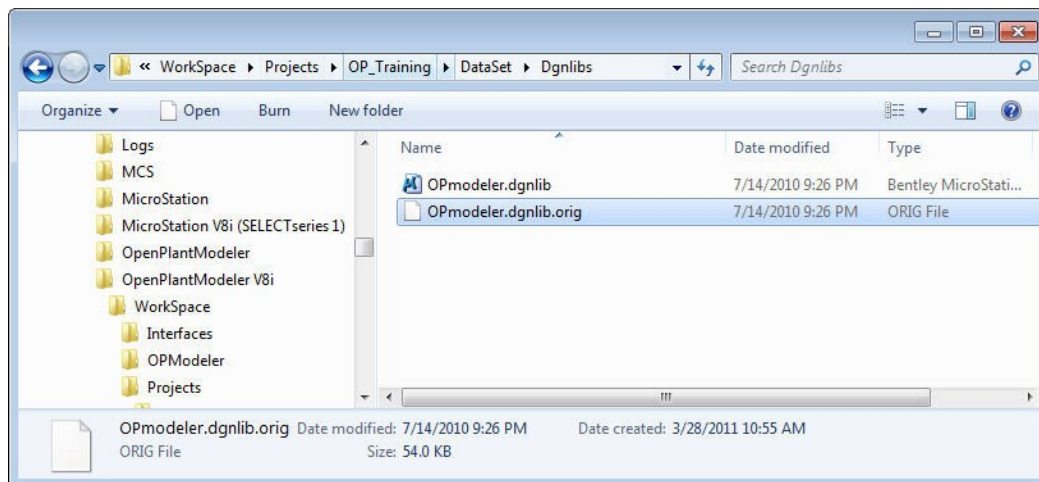 « WorkSpace ▸ Projects ▸ OP_Training ▸ DataSet ▸ Dgnlibs
Search Dgnlibs
Organize ▾ Open Burn New folder
Logs
MCS
MicroStation
MicroStation V8i (SELECTseries 1)
OpenPlantModeler
OpenPlantModeler V8i
WorkSpace
Interfaces
OPModeler
Projects
Name Date modified Type
OPmodeler.dgnlib 7/14/2010 9:26 PM Bentley MicroStati...
OPmodeler.dgnlib.orig 7/14/2010 9:26 PM ORIG File
OPmodeler.dgnlib.orig Date modified: 7/14/2010 9:26 PM Date created: 3/28/2011 10:55 AM
ORIG File Size: 54.0 KB